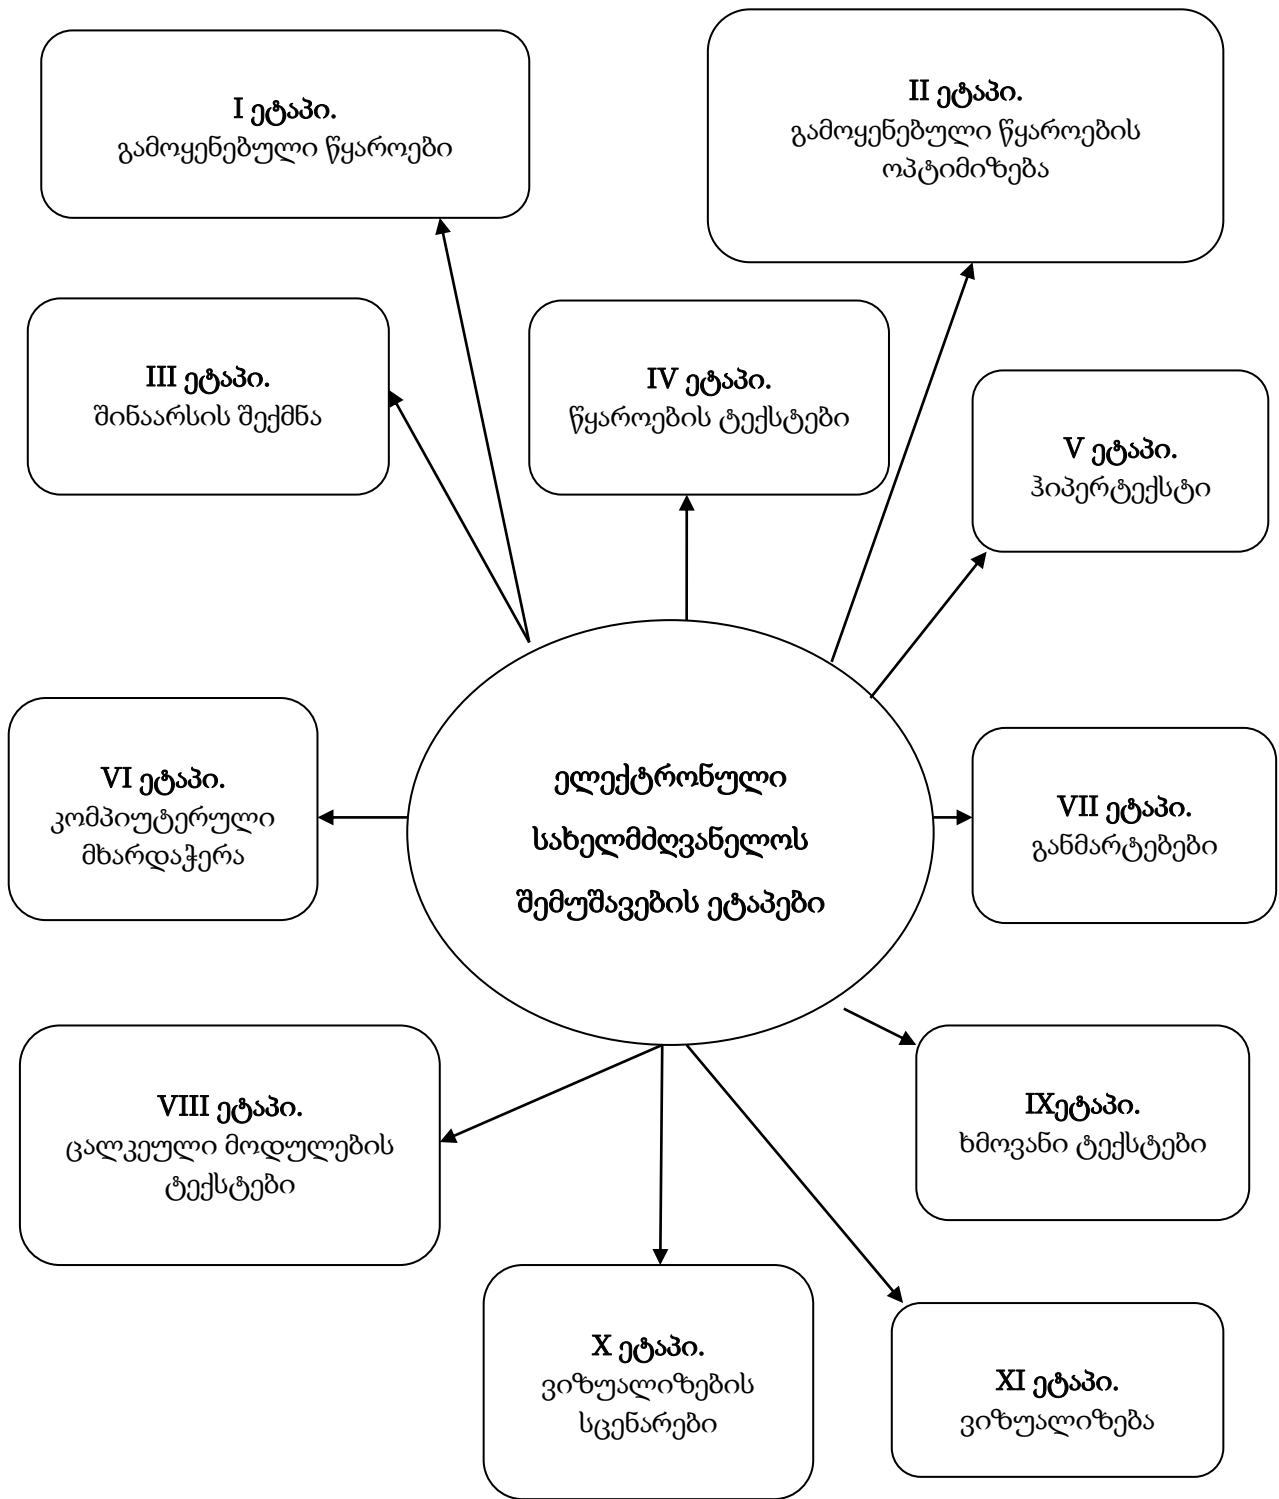 I ეტაპი.
გამოყენებული წყაროები
II ეტაპი.
გამოყენებული წყაროების
ოპტიმიზება
III ეტაპი.
შინაარსის შექმნა
IV ეტაპი.
წყაროების ტექსტები
V ეტაპი.
ჰიპერტექსტი
ელექტრონული
სახელმძღვანელოს
შემუშავების ეტაპები
VI ეტაპი.
კომპიუტერული
მხარდაჭერა
VII ეტაპი.
განმარტებები
VIII ეტაპი.
ცალკეული მოდულების
ტექსტები
IXეტაპი.
ხმოვანი ტექსტები
X ეტაპი.
ვიზუალიზების
სცენარები
XI ეტაპი.
ვიზუალიზება